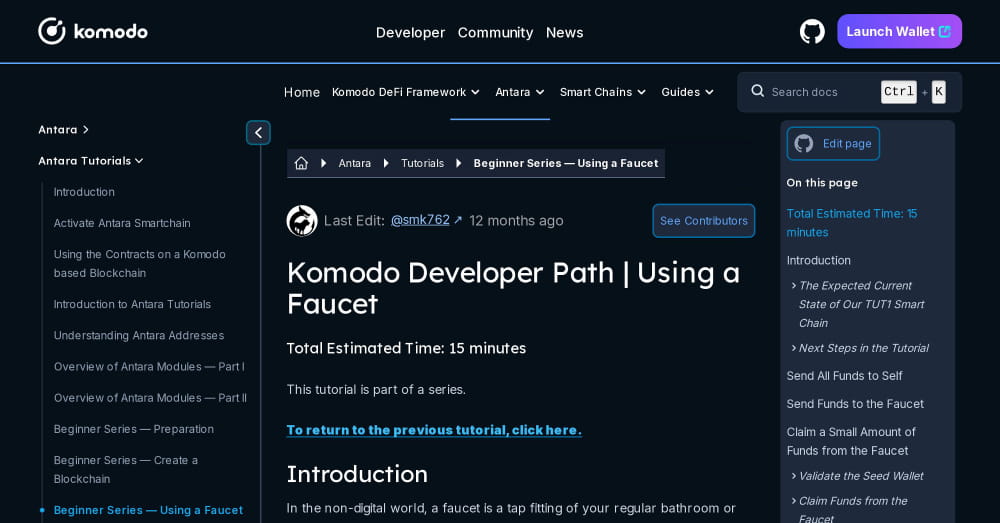 komodo
Developer Community News
Launch Wallet
Home Komodo DeFi Framework Antara Smart Chains Guides
Search docs Ctrl + K
Antara
Antara Tutorials
Introduction
Activate Antara Smartchain
Using the Contracts on a Komodo
based Blockchain
Introduction to Antara Tutorials
Understanding Antara Addresses
Overview of Antara Modules — Part I
Overview of Antara Modules — Part II
Beginner Series — Preparation
Beginner Series — Create a
Blockchain
Beginner Series — Using a Faucet
Antara Tutorials Beginner Series — Using a Faucet
Last Edit: @smk762 ↗ 12 months ago
See Contributors
Komodo Developer Path | Using a
Faucet
Total Estimated Time: 15 minutes
This tutorial is part of a series.
To return to the previous tutorial, click here.
Introduction
In the non-digital world, a faucet is a tap fitting of your regular bathroom or
Edit page
On this page
Total Estimated Time: 15
minutes
Introduction
The Expected Current
State of Our TUT1 Smart
Chain
Next Steps in the Tutorial
Send All Funds to Self
Send Funds to the Faucet
Claim a Small Amount of
Funds from the Faucet
Validate the Seed Wallet
Claim Funds from the
Faucet